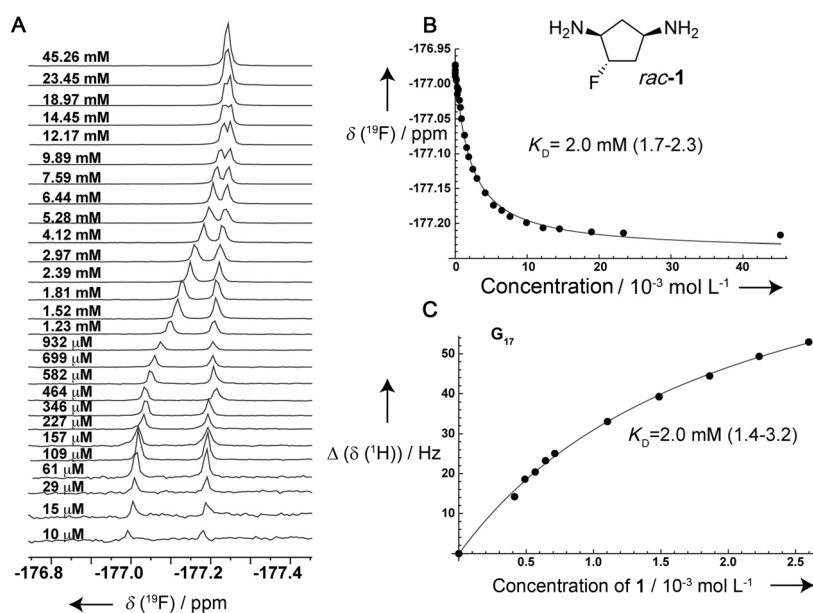 A
45.26 mM
23.45 mM
18.97 mM
14.45 mM
12.17 mM
9.89 mM
7.59 mM
6.44 mM
5.28 mM
4.12 mM
2.97 mM
2.39 mM
1.81 mM
1.52 mM
1.23 mM
932 μM
699 μM
582 μM
464 μM
346 μM
227 μM
157 μM
109 μM
61 μM
29 μM
15 μM
10 μM
-176.8 -177.0 -177.2 -177.4
δ (¹⁹F) / ppm
B
H₂N NH₂
F
rac-1
-176.95
-177.00
-177.05
-177.10
-177.15
-177.20
δ (¹⁹F) / ppm
K_D= 2.0 mM (1.7-2.3)
0 10 20 30 40
Concentration / 10⁻³ mol L⁻¹
C
G₁₇
50
40
30
20
10
0
Δ (δ (¹H)) / Hz
K_D=2.0 mM (1.4-3.2)
0.5 1.0 1.5 2.0 2.5
Concentration of 1 / 10⁻³ mol L⁻¹